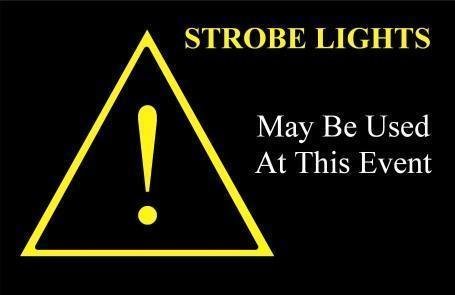 STROBE LIGHTS
May Be Used
At This Event